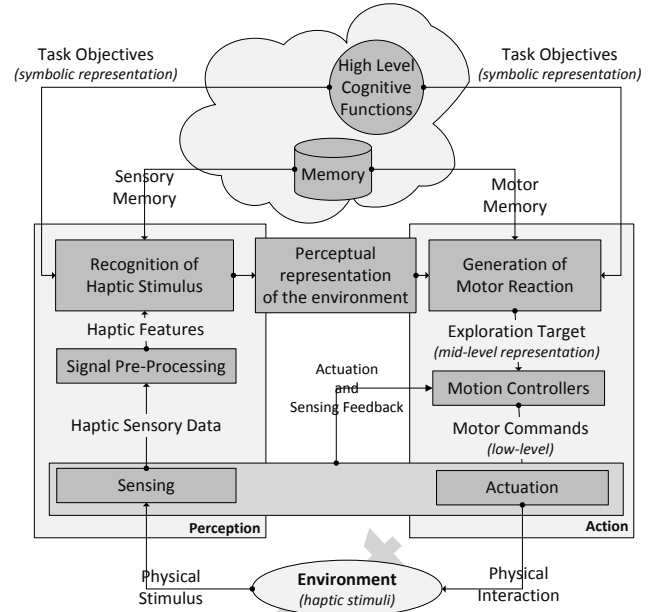 Task Objectives
(symbolic representation)
High Level
Cognitive
Functions
Task Objectives
(symbolic representation)
Memory
Sensory
Memory
Motor
Memory
Recognition of
Haptic Stimulus
Perceptual
representation
of the environment
Generation of
Motor Reaction
Haptic Features
Exploration Target
(mid-level representation)
Signal Pre-Processing
Actuation
and
Sensing Feedback
Motion Controllers
Haptic Sensory Data
Motor Commands
(low-level)
Sensing
Actuation
Perception
Action
Physical
Stimulus
Environment
(haptic stimuli)
Physical
Interaction